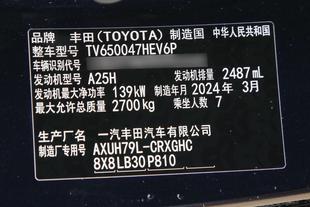 品牌 丰田(TOYOTA) 制造国 中华人民共和国
整车型号 TV650047HEV6P
车辆识别代号
发动机型号 A25H 发动机排量 2487mL
最大净功率 139kW 制造年月 2024年 3月
最大允许总质量 2700kg 乘坐人数 7
生产厂 一汽丰田汽车有限公司
制造厂专用号 AXUH79L-CRXGHC
8X8LB30P810